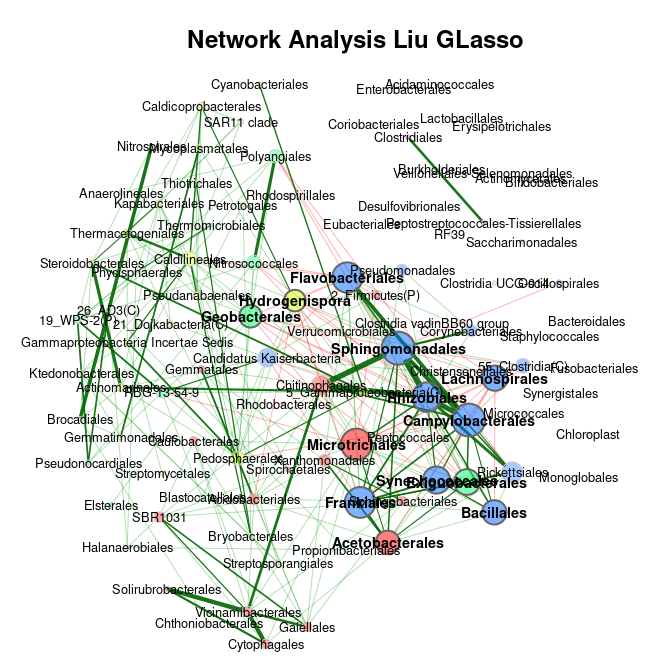 Network Analysis Liu GLasso
Cyanobacteriales
Acidaminococcales
Enterobacterales
Caldicoprobacterales
SAR11 clade
Lactobacillales
Coriobacteriales
Erysipelotrichales
Clostridiales
Nitrospirales
Mycoplasmatales
Polyangiales
Burkholderiales
Veillonellales-Selenomonadales
Actinomycetales
Bifidobacteriales
Thiotrichales
Anaerolineales
Rhodospirillales
Kapabacteriales
Petrotogales
Desulfovibrionales
Thermomicrobiales
Eubacteriales
Peptostreptococcales-Tissierellales
Thermacetogeniales
RF39
Saccharimonadales
Steroidobacterales
Caldilineales
Nitrosococcales
Phycisphaerales
Pseudomonadales
Flavobacteriales
Clostridia UCG-014
Pseudanabaenales
2_Firmicutes(P)
Hydrogenispora
26_AD3(C)
Geobacterales
19_WPS-2(P)
21_Dojkabacteria(C)
Clostridia vadinBB60 group
Bacteroidales
Verrucomicrobiales
Corynebacteriales
Staphylococcales
Gammaproteobacteria Incertae Sedis
Sphingomonadales
Candidatus Kaiserbacteria
55_Clostridia(C)
Fusobacteriales
Gemmatales
Christensenellales
Ktedonobacterales
Lachnospirales
Actinomarinales
RBG-13-54-9
Chitinophagales
5_Gammaproteobacteria(C)
Synergistales
Rhizobiales
Rhodobacterales
Micrococcales
Brocadiales
Campylobacterales
Gemmatimonadales
Peptococcales
Chloroplast
Caulobacterales
Microtrichales
Pseudonocardiales
Pedosphaerales
Xanthomonadales
Spirochaetales
Streptomycetales
Rickettsiales
Monoglobales
Synechococcales
Blastocatellales
Acidobacteriales
Frankiales
Elsterales
SBR1031
Bacillales
Bryobacterales
Acetobacterales
Halanaerobiales
Propionibacteriales
Streptosporangiales
Solirubrobacterales
Vicinamibacterales
Chthoniobacterales
Gaiellales
Cytophagales